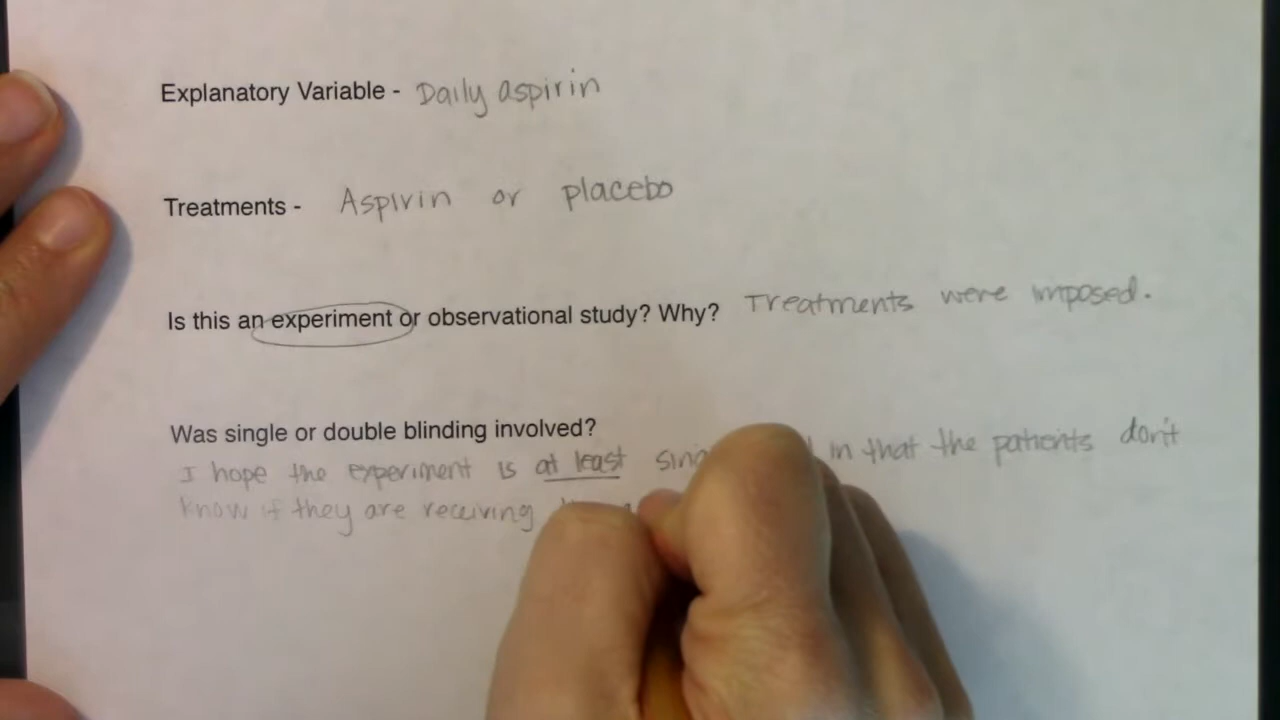 Explanatory Variable - Daily aspirin
Treatments - Aspirin or placebo
Is this an experiment or observational study? Why? Treatments were imposed.
Was single or double blinding involved?
I hope the experiment is at least in that the patients don't
know if they are receiving